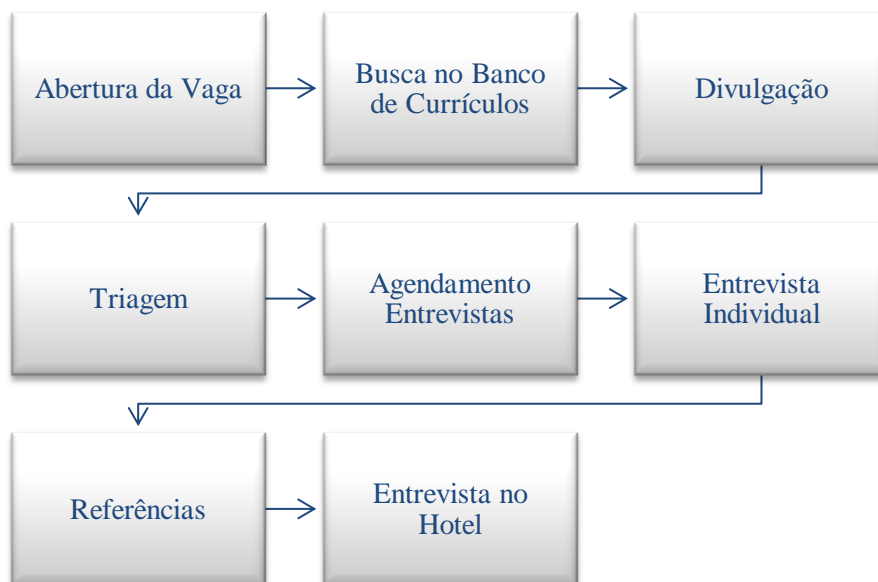 Abertura da Vaga
Busca no Banco
de Currículos
Divulgação
Triagem
Agendamento
Entrevistas
Entrevista
Individual
Referências
Entrevista no
Hotel